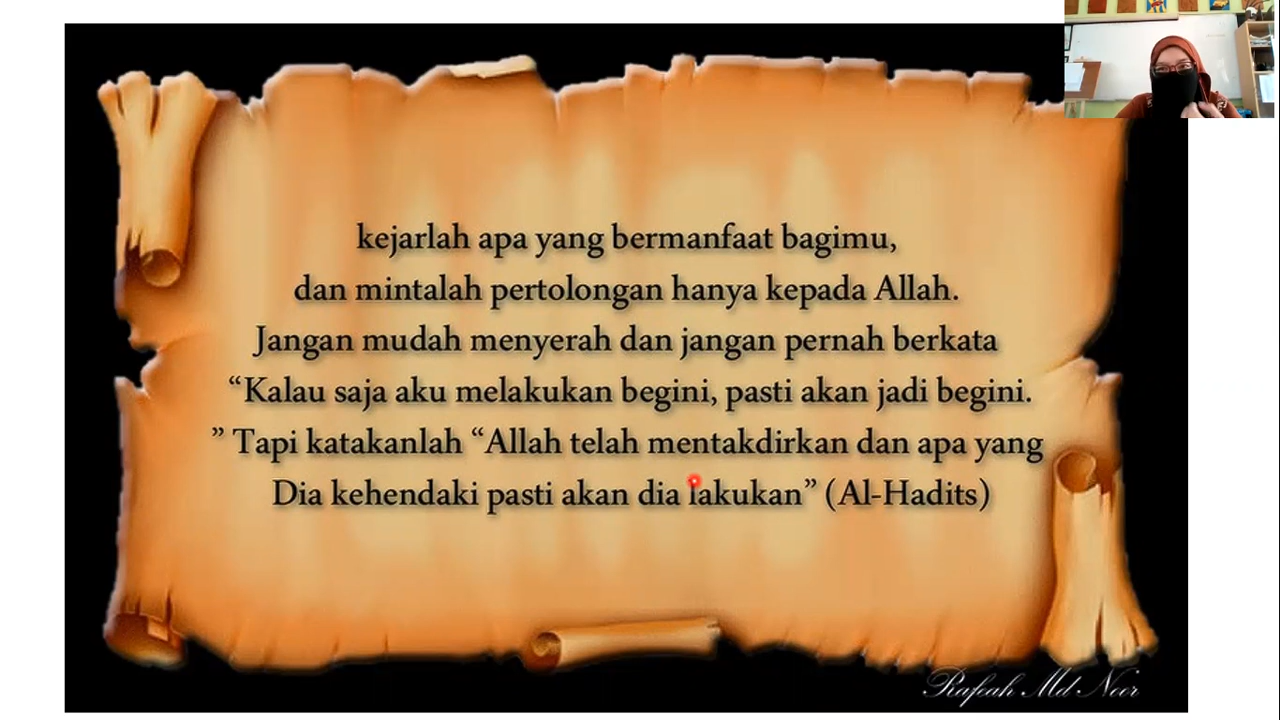 kejarlah apa yang bermanfaat bagimu,
dan mintalah pertolongan hanya kepada Allah.
Jangan mudah menyerah dan jangan pernah berkata
“Kalau saja aku melakukan begini, pasti akan jadi begini.
” Tapi katakanlah “Allah telah mentakdirkan dan apa yang
Dia kehendaki pasti akan dia lakukan” (Al-Hadits)
Rafeah Md Noor